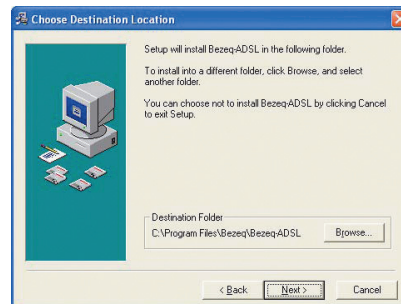 Choose Destination Location
Setup will install Bezeq-ADSL in the following folder.
To install into a different folder, click Browse, and select
another folder.
You can choose not to install Bezeq-ADSL by clicking Cancel
to exit Setup.
Destination Folder
C:\Program Files\Bezeq\Bezeq-ADSL
Browse...
< Back
Next >
Cancel